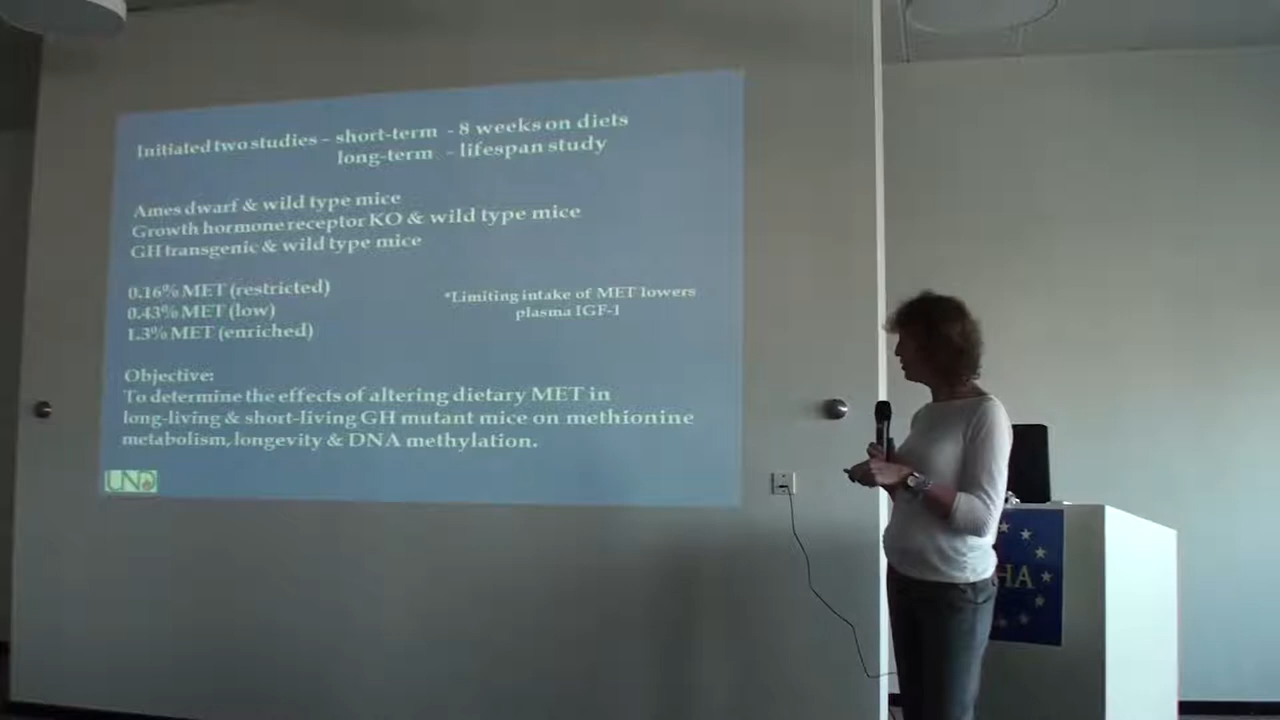 Initiated two studies – short-term - 8 weeks on diets
long-term - lifespan study
Ames dwarf & wild type mice
Growth hormone receptor KO & wild type mice
GH transgenic & wild type mice
0.16% MET (restricted)
0.43% MET (low)
1.3% MET (enriched)
*Limiting intake of MET lowers
plasma IGF-1
Objective:
To determine the effects of altering dietary MET in
long-living & short-living GH mutant mice on methionine
metabolism, longevity & DNA methylation.
UND
HA